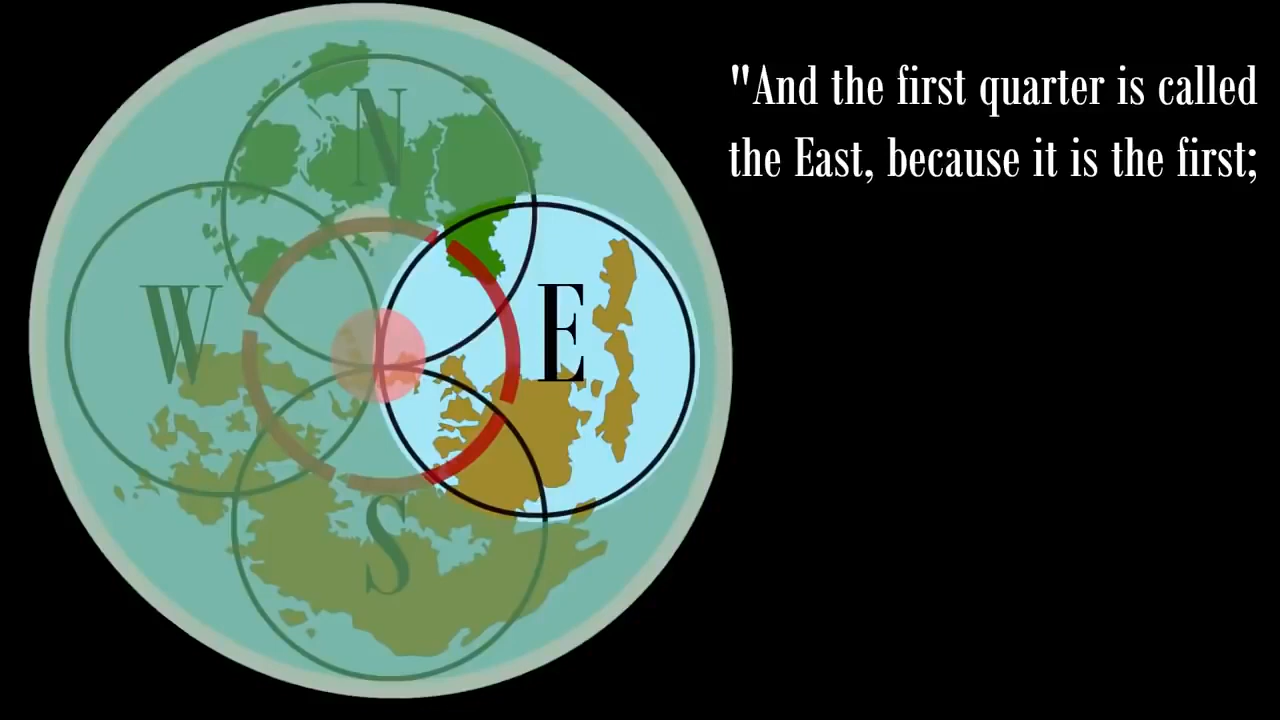 N
W
E
S
"And the first quarter is called
the East, because it is the first;